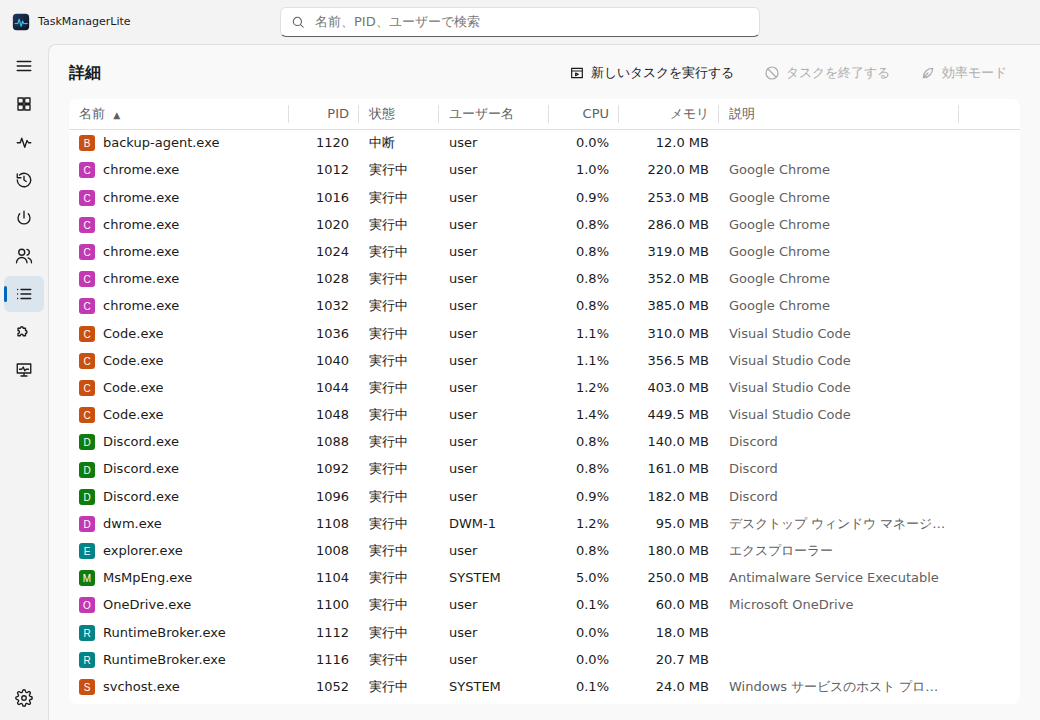 TaskManagerLite
名前、PID、ユーザーで検索
詳細
新しいタスクを実行する タスクを終了する 効率モード
名前 ▲ PID 状態 ユーザー名 CPU メモリ 説明
B backup-agent.exe 1120 中断 user 0.0% 12.0 MB
C chrome.exe 1012 実行中 user 1.0% 220.0 MB Google Chrome
C chrome.exe 1016 実行中 user 0.9% 253.0 MB Google Chrome
C chrome.exe 1020 実行中 user 0.8% 286.0 MB Google Chrome
C chrome.exe 1024 実行中 user 0.8% 319.0 MB Google Chrome
C chrome.exe 1028 実行中 user 0.8% 352.0 MB Google Chrome
C chrome.exe 1032 実行中 user 0.8% 385.0 MB Google Chrome
C Code.exe 1036 実行中 user 1.1% 310.0 MB Visual Studio Code
C Code.exe 1040 実行中 user 1.1% 356.5 MB Visual Studio Code
C Code.exe 1044 実行中 user 1.2% 403.0 MB Visual Studio Code
C Code.exe 1048 実行中 user 1.4% 449.5 MB Visual Studio Code
D Discord.exe 1088 実行中 user 0.8% 140.0 MB Discord
D Discord.exe 1092 実行中 user 0.8% 161.0 MB Discord
D Discord.exe 1096 実行中 user 0.9% 182.0 MB Discord
D dwm.exe 1108 実行中 DWM-1 1.2% 95.0 MB デスクトップ ウィンドウ マネージ…
E explorer.exe 1008 実行中 user 0.8% 180.0 MB エクスプローラー
M MsMpEng.exe 1104 実行中 SYSTEM 5.0% 250.0 MB Antimalware Service Executable
O OneDrive.exe 1100 実行中 user 0.1% 60.0 MB Microsoft OneDrive
R RuntimeBroker.exe 1112 実行中 user 0.0% 18.0 MB
R RuntimeBroker.exe 1116 実行中 user 0.0% 20.7 MB
S svchost.exe 1052 実行中 SYSTEM 0.1% 24.0 MB Windows サービスのホスト プロ…